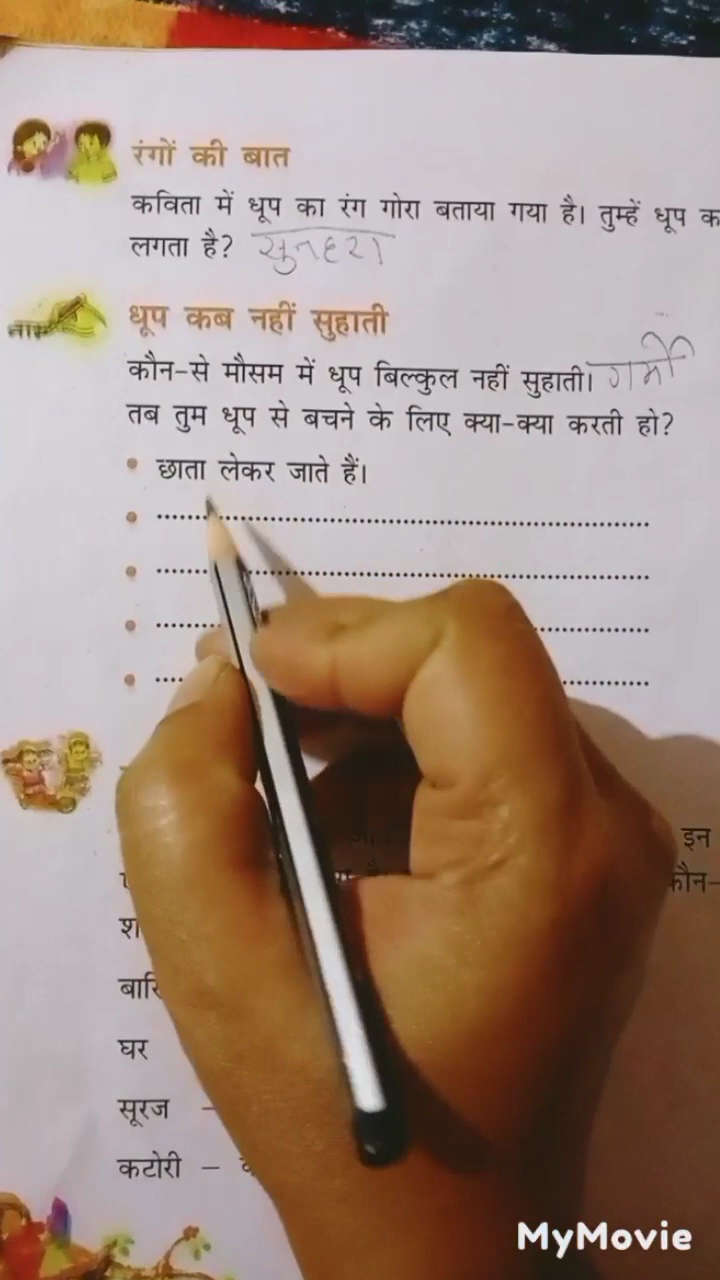 रंगों की बात
कविता में धूप का रंग गोरा बताया गया है। तुम्हें धूप क
लगता है? सुनहरा
धूप कब नहीं सुहाती
कौन-से मौसम में धूप बिल्कुल नहीं सुहाती। गर्मी
तब तुम धूप से बचने के लिए क्या-क्या करती हो?
• छाता लेकर जाते हैं।
इन
कौन-
बारि
घर
सूरज –
कटोरी –
MyMovie